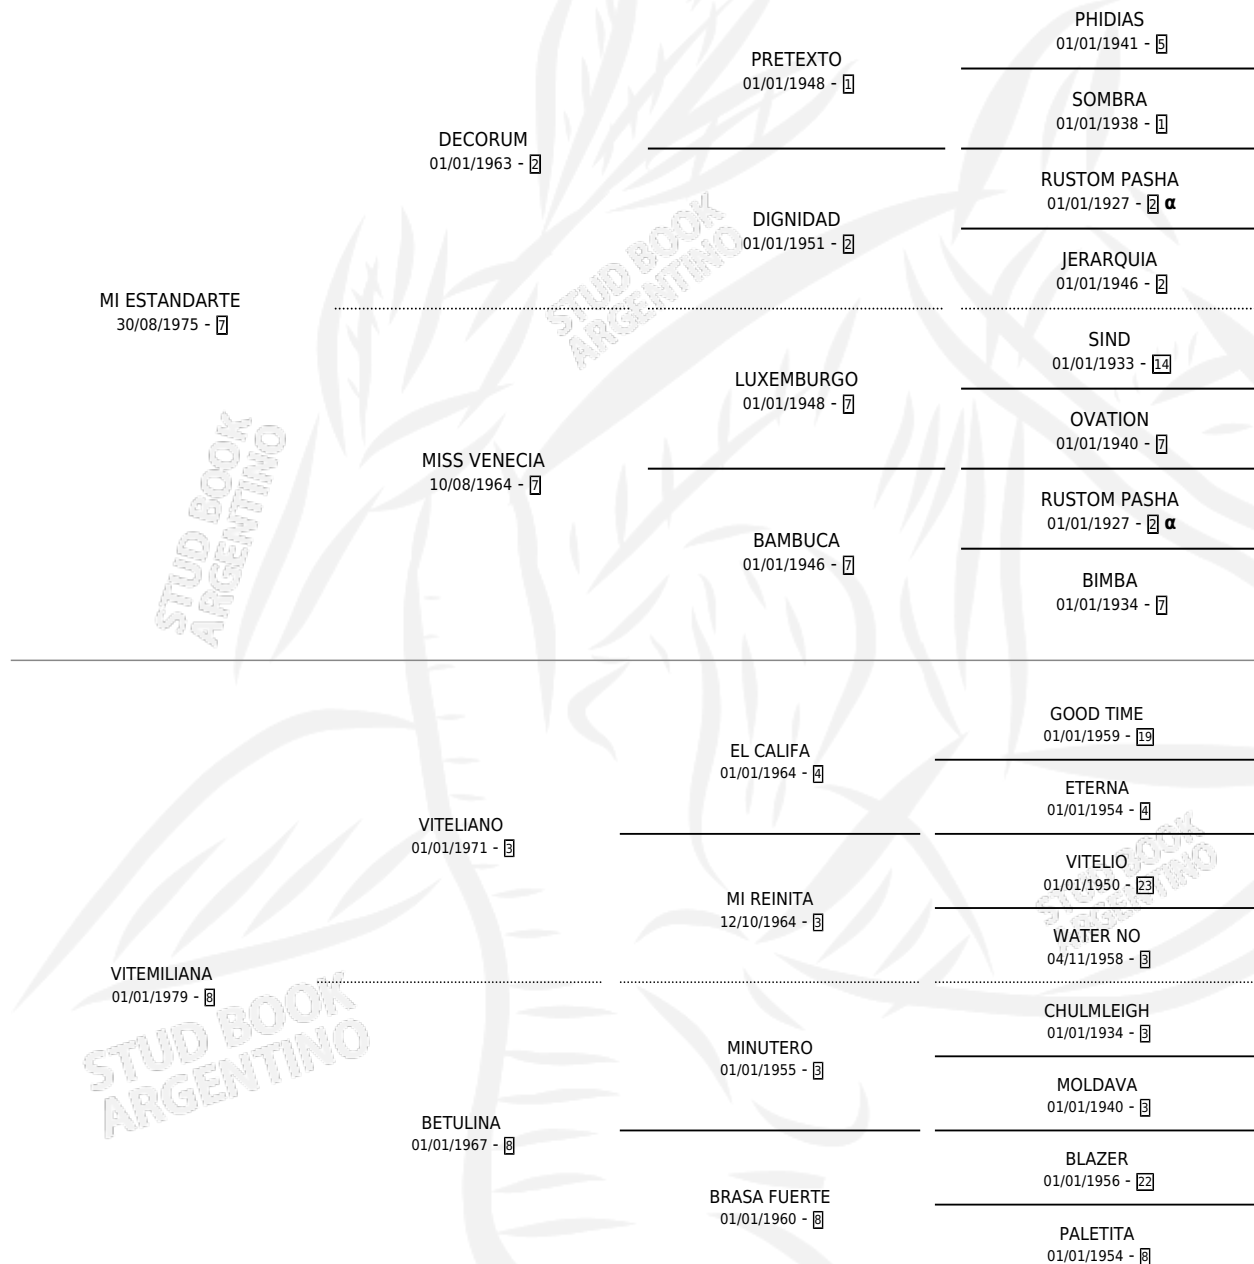 MI ESTANDARTE
30/08/1975 - 7
DECORUM
01/01/1963 - 2
MISS VENECIA
10/08/1964 - 7
PRETEXTO
01/01/1948 - 1
DIGNIDAD
01/01/1951 - 2
LUXEMBURGO
01/01/1948 - 7
BAMBUCA
01/01/1946 - 7
PHIDIAS
01/01/1941 - 5
SOMBRA
01/01/1938 - 1
RUSTOM PASHA
01/01/1927 - 2 α
JERARQUIA
01/01/1946 - 2
SIND
01/01/1933 - 14
OVATION
01/01/1940 - 7
RUSTOM PASHA
01/01/1927 - 2 α
BIMBA
01/01/1934 - 7
STUD BOOK
ARGENTINO
STUD BOOK
ARGENTINO
VITEMILIANA
01/01/1979 - 8
VITELIANO
01/01/1971 - 3
BETULINA
01/01/1967 - 8
EL CALIFA
01/01/1964 - 4
MI REINITA
12/10/1964 - 3
MINUTERO
01/01/1955 - 3
BRASA FUERTE
01/01/1960 - 8
GOOD TIME
01/01/1959 - 19
ETERNA
01/01/1954 - 4
VITELIO
01/01/1950 - 23
WATER NO
04/11/1958 - 3
CHULMLEIGH
01/01/1934 - 3
MOLDAVA
01/01/1940 - 3
BLAZER
01/01/1956 - 22
PALETITA
01/01/1954 - 8
STUD BOOK
ARGENTINO
STUD BOOK
ARGENTINO